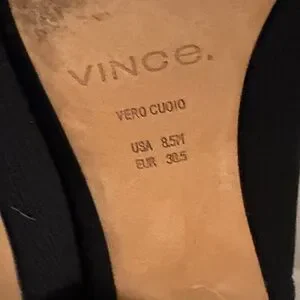 VINCE.
VERO CUOIO
USA 8.5M
EUR 38.5